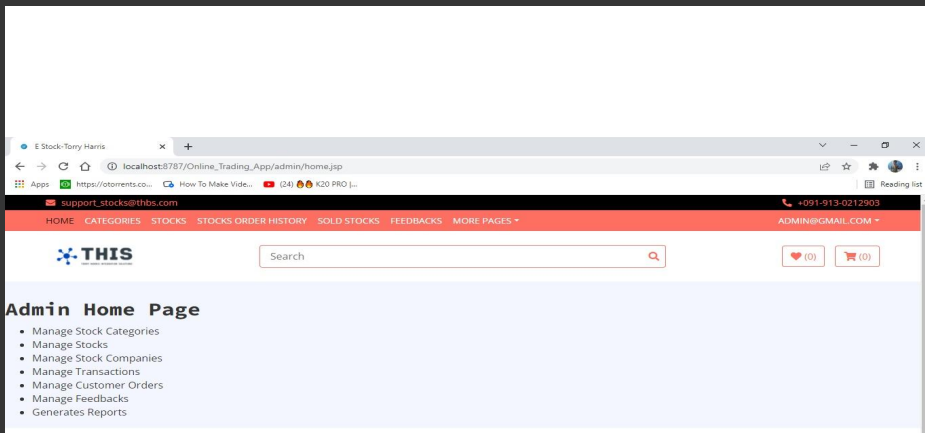 E Stock-Torry Harris
localhost:8787/Online_Trading_App/admin/home.jsp
Apps https://otorrents.co... How To Make Vide... (24) 🔥🔥 K20 PRO |... Reading list
support_stocks@thbs.com +091-913-0212903
HOME CATEGORIES STOCKS STOCKS ORDER HISTORY SOLD STOCKS FEEDBACKS MORE PAGES ADMIN@GMAIL.COM
THIS
Search (0) (0)
Admin Home Page
Manage Stock Categories
Manage Stocks
Manage Stock Companies
Manage Transactions
Manage Customer Orders
Manage Feedbacks
Generates Reports